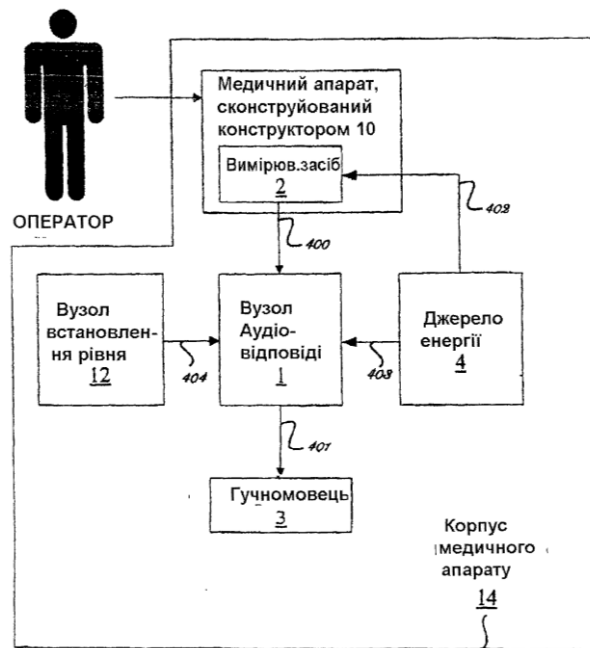 Медичний апарат,
сконструйований
конструктором 10
Вимірюв.засіб
2
402
ОПЕРАТОР
400
Вузол
встановлен-
ня рівня
12
404
Вузол
Аудіо-
відповіді
1
403
Джерело
енергії
4
401
Гучномовець
3
Корпус
медичного
апарату
14